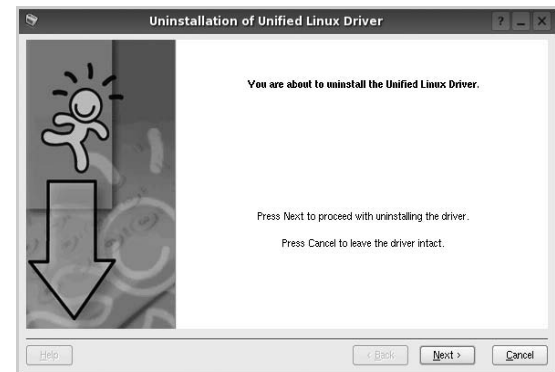 Uninstallation of Unified Linux Driver
You are about to uninstall the Unified Linux Driver.
Press Next to proceed with uninstalling the driver.
Press Cancel to leave the driver intact.
Help
< Back
Next >
Cancel